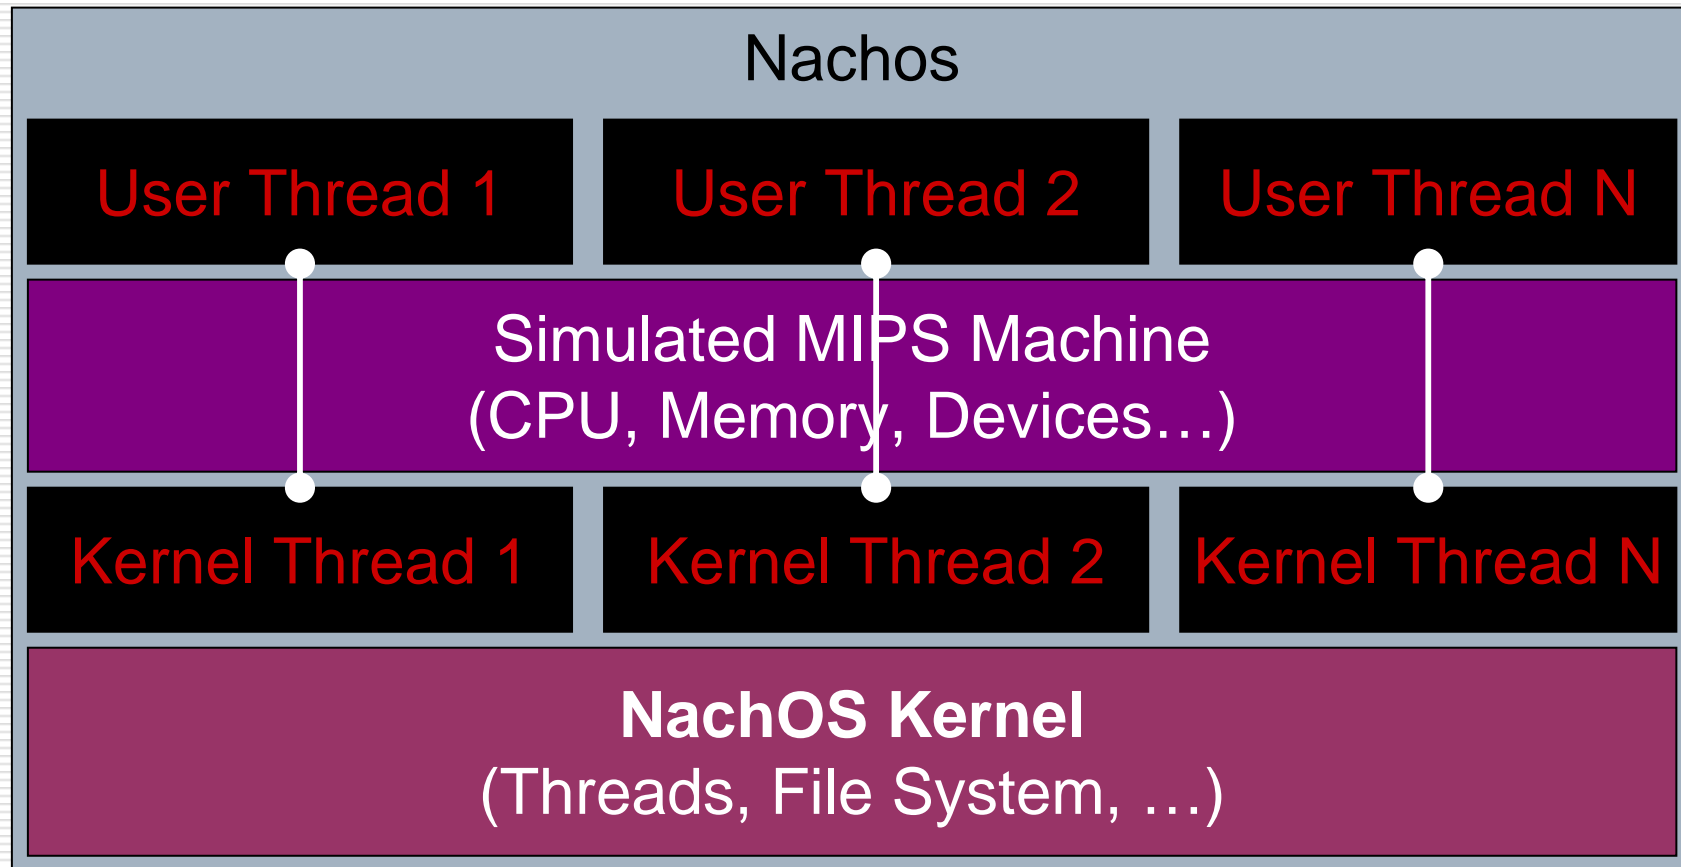 Nachos
User Thread 1
User Thread 2
User Thread N
Simulated MIPS Machine
(CPU, Memory, Devices…)
Kernel Thread 1
Kernel Thread 2
Kernel Thread N
NachOS Kernel
(Threads, File System, …)